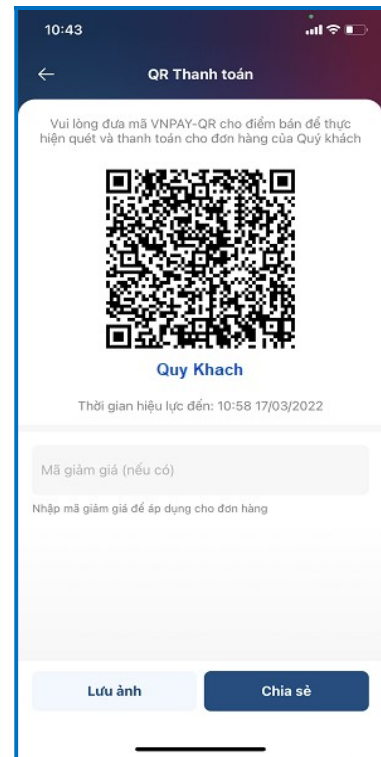 10:43
QR Thanh toán
Vui lòng đưa mã VNPAY-QR cho điểm bán để thực
hiện quét và thanh toán cho đơn hàng của Quý khách
Quy Khach
Thời gian hiệu lực đến: 10:58 17/03/2022
Mã giảm giá (nếu có)
Nhập mã giảm giá để áp dụng cho đơn hàng
Lưu ảnh
Chia sẻ